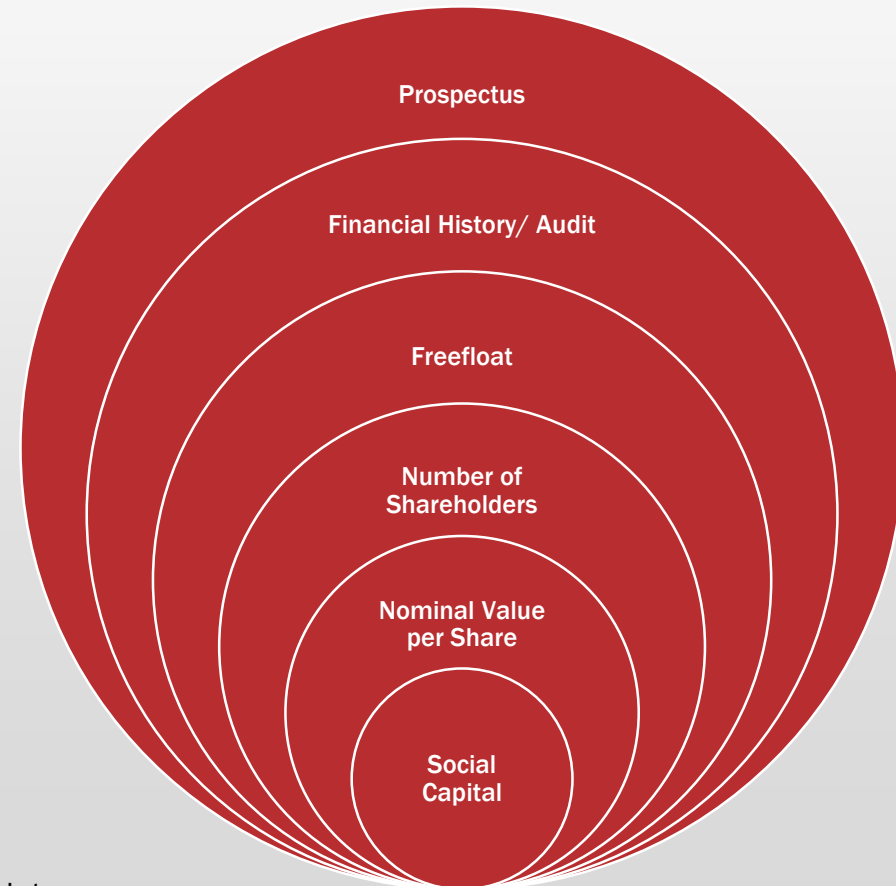 Prospectus
Financial History/ Audit
Freefloat
Number of
Shareholders
Nominal Value
per Share
Social
Capital